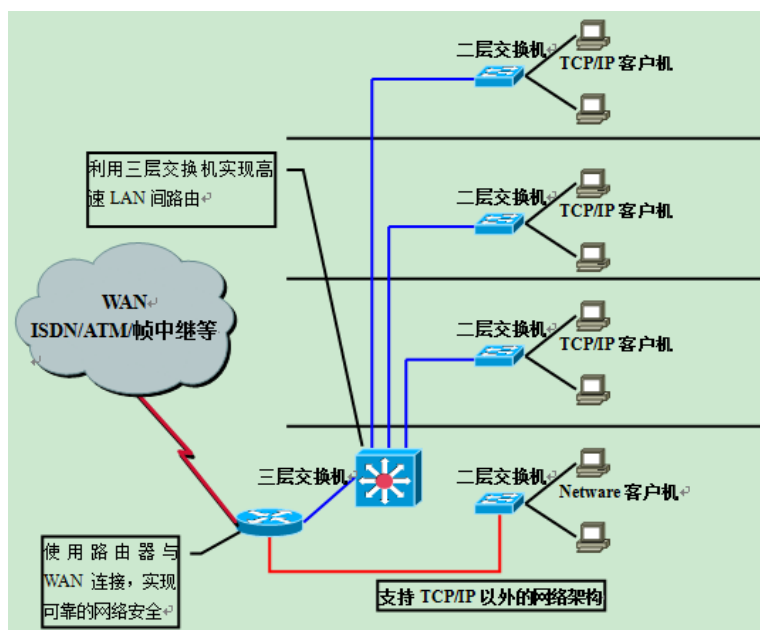 二层交换机
TCP/IP 客户机
利用三层交换机实现高
速 LAN 间路由
二层交换机
TCP/IP 客户机
WAN
ISDN/ATM/帧中继等
二层交换机
TCP/IP 客户机
三层交换机
二层交换机
Netware 客户机
使用路由器与
WAN 连接，实现
可靠的网络安全
支持 TCP/IP 以外的网络架构